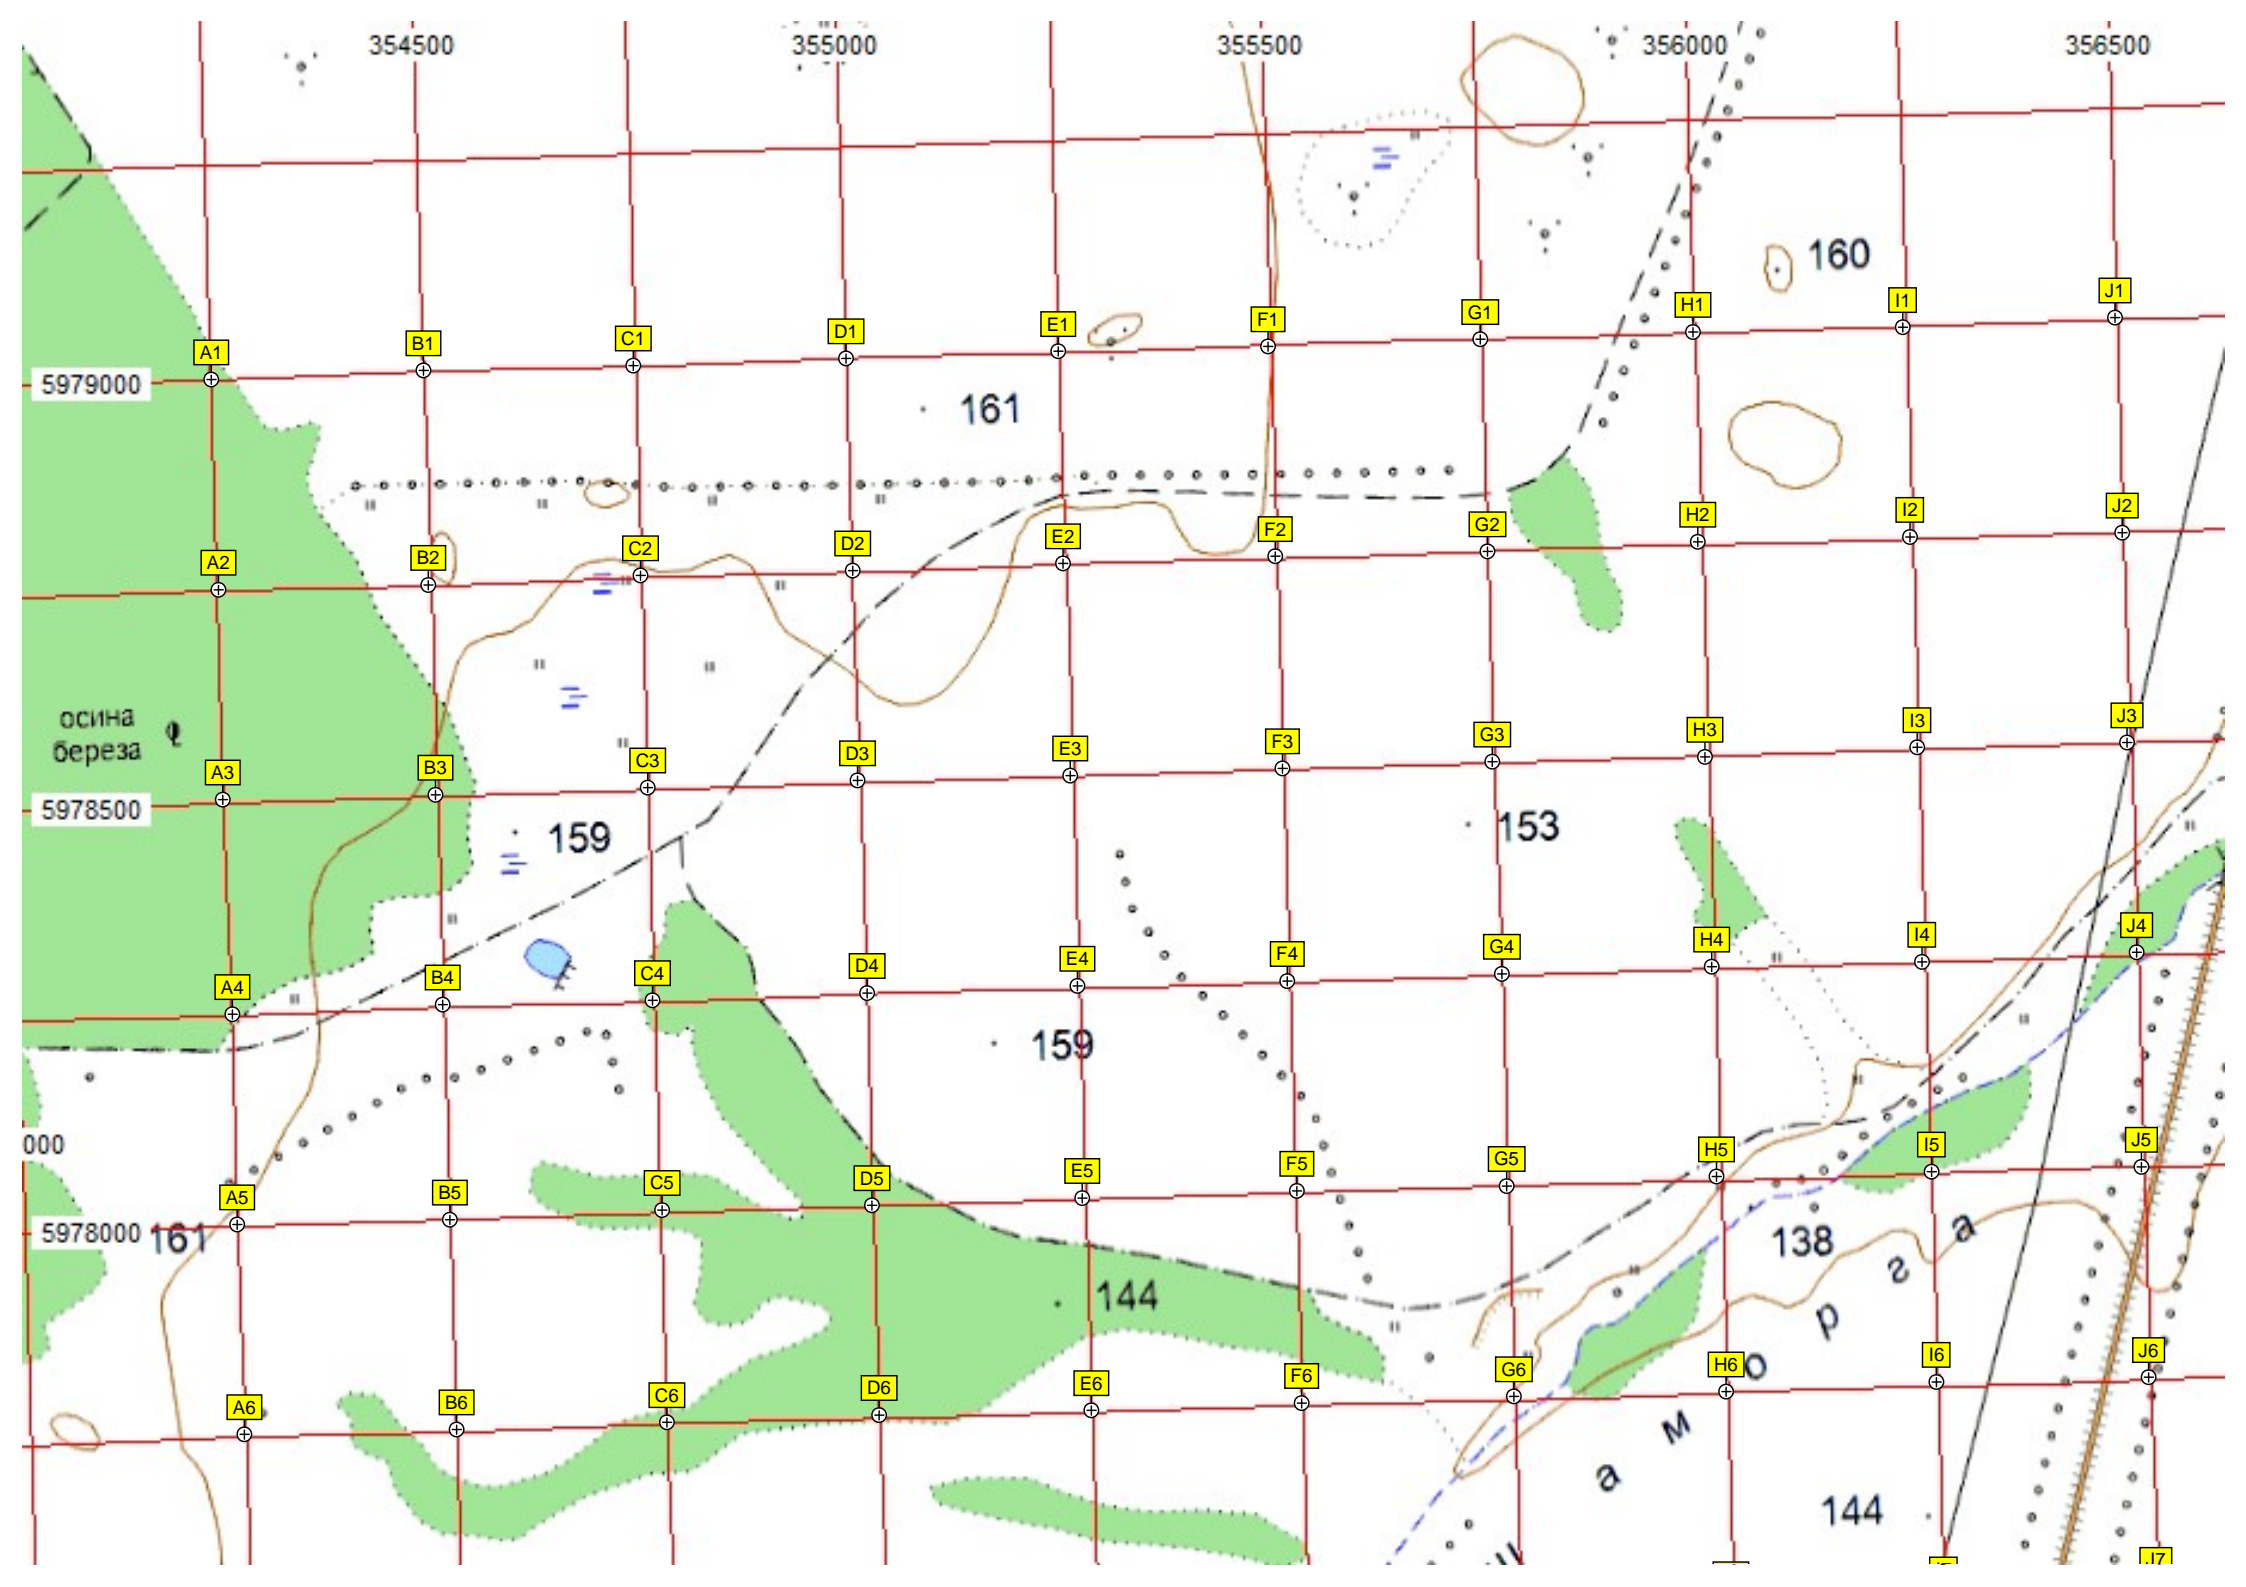 354500 355000 355500 356000 356500
160
A1 B1 C1 D1 E1 F1 G1 H1 I1 J1
5979000
161
A2 B2 C2 D2 E2 F2 G2 H2 I2 J2
осина
береза
A3 B3 C3 D3 E3 F3 G3 H3 I3 J3
5978500
159 153
A4 B4 C4 D4 E4 F4 G4 H4 I4 J4
159
000
A5 B5 C5 D5 E5 F5 G5 H5 I5 J5
5978000 161
138
144
A6 B6 C6 D6 E6 F6 G6 H6 I6 J6
а м о р г а
144
J7